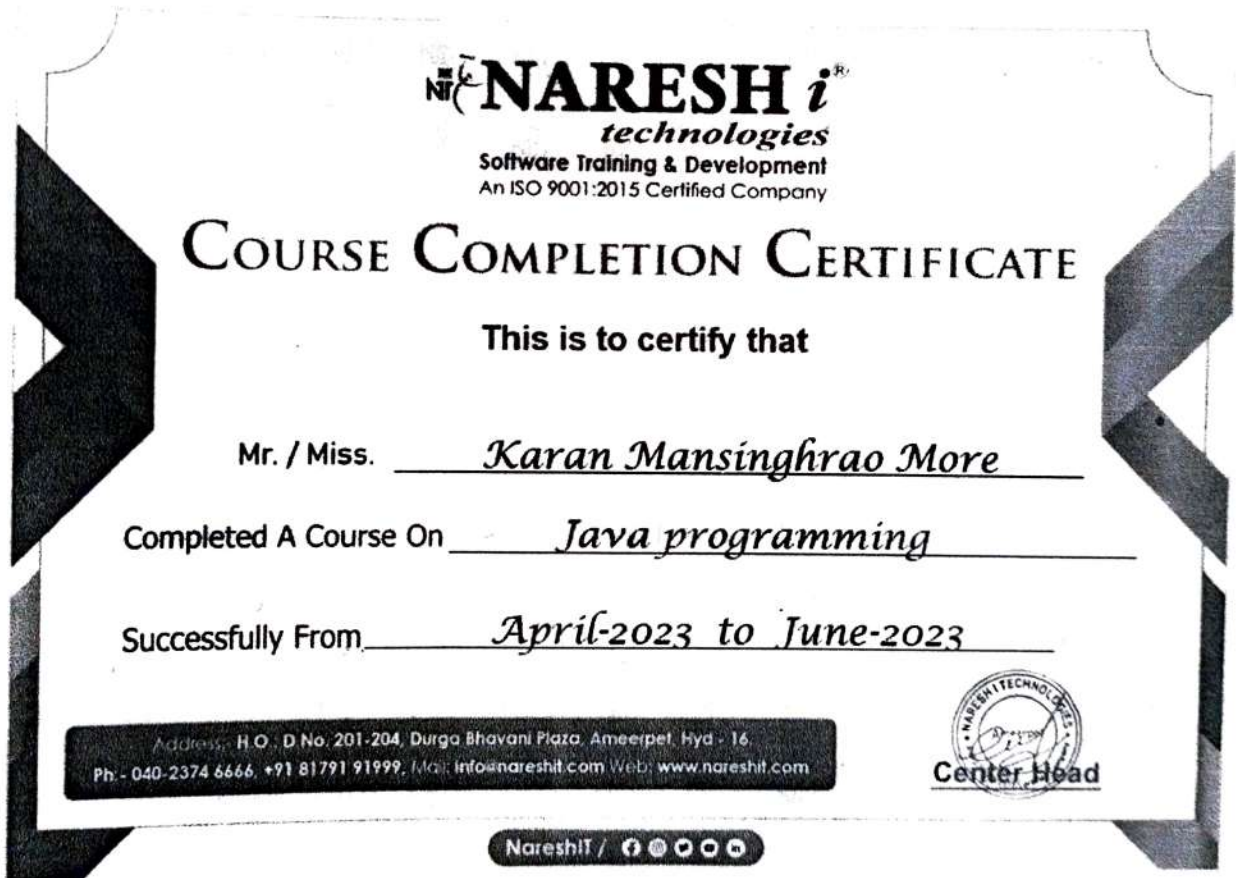 NiT NARESH i®
technologies
Software Training & Development
An ISO 9001:2015 Certified Company
COURSE COMPLETION CERTIFICATE
This is to certify that
Mr. / Miss. Karan Mansinghrao More
Completed A Course On Java programming
Successfully From April-2023 to June-2023
Address:- H.O. D No. 201-204, Durga Bhavani Plaza, Ameerpet, Hyd - 16.
Ph:- 040-2374 6666, +91 81791 91999, Mail: info@nareshit.com Web: www.nareshit.com
NARESH I TECHNOLOGIES
Center Head
NareshIT /